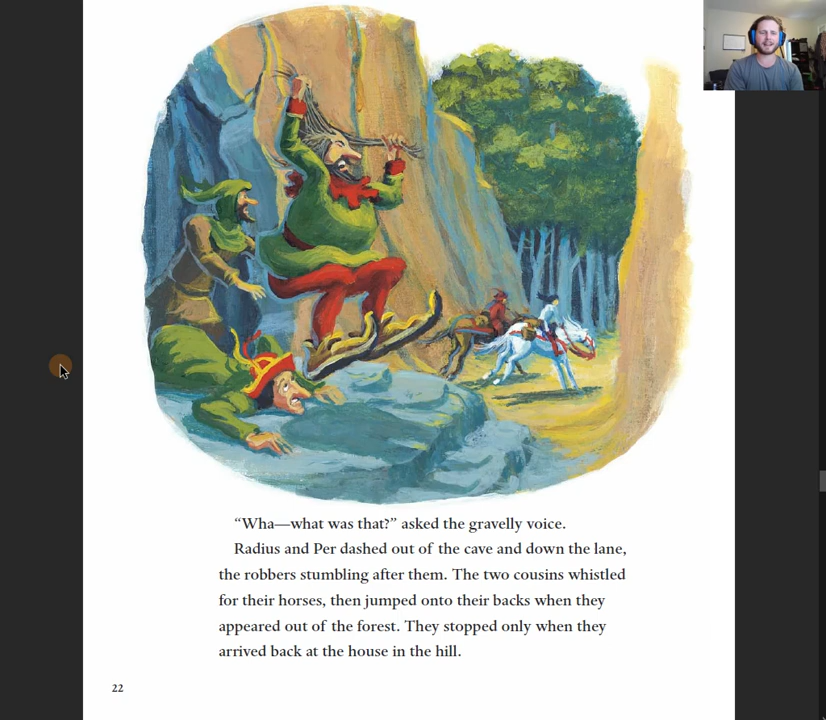 “Wha—what was that?” asked the gravelly voice.
Radius and Per dashed out of the cave and down the lane,
the robbers stumbling after them. The two cousins whistled
for their horses, then jumped onto their backs when they
appeared out of the forest. They stopped only when they
arrived back at the house in the hill.
22